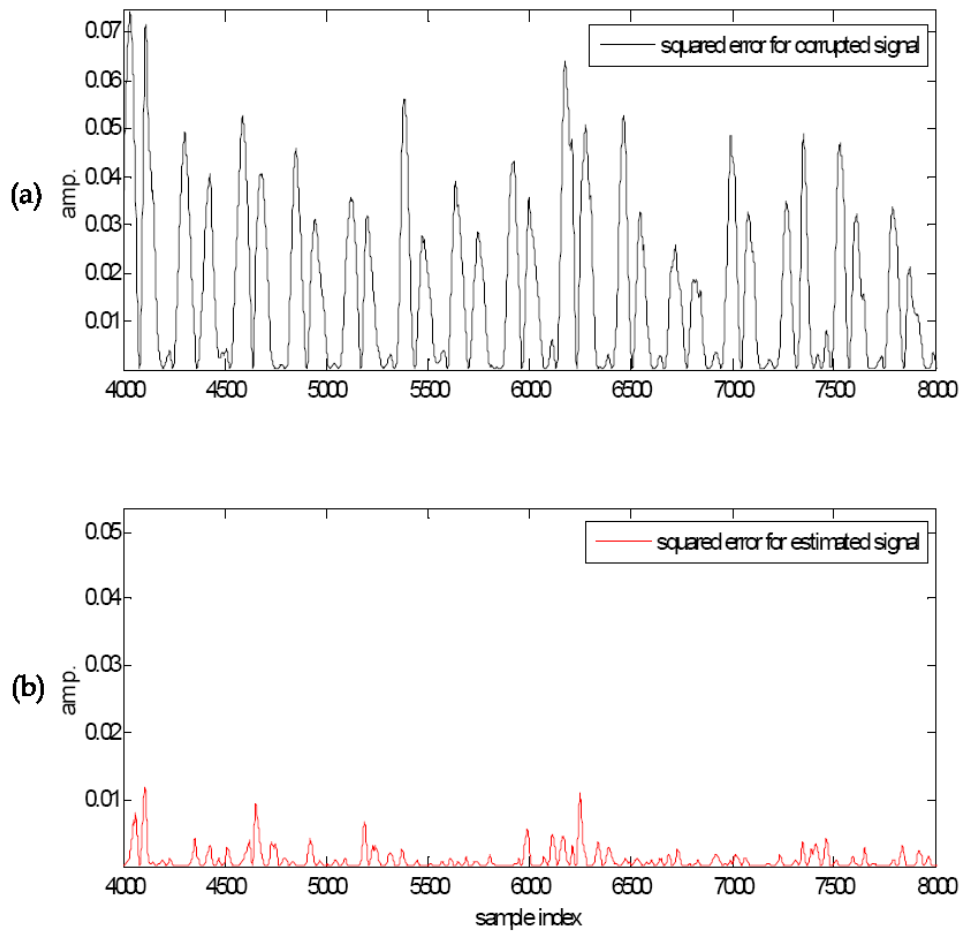 (a)
amp.
0.07
0.06
0.05
0.04
0.03
0.02
0.01
squared error for corrupted signal
4000 4500 5000 5500 6000 6500 7000 7500 8000
(b)
amp.
0.05
0.04
0.03
0.02
0.01
squared error for estimated signal
4000 4500 5000 5500 6000 6500 7000 7500 8000
sample index